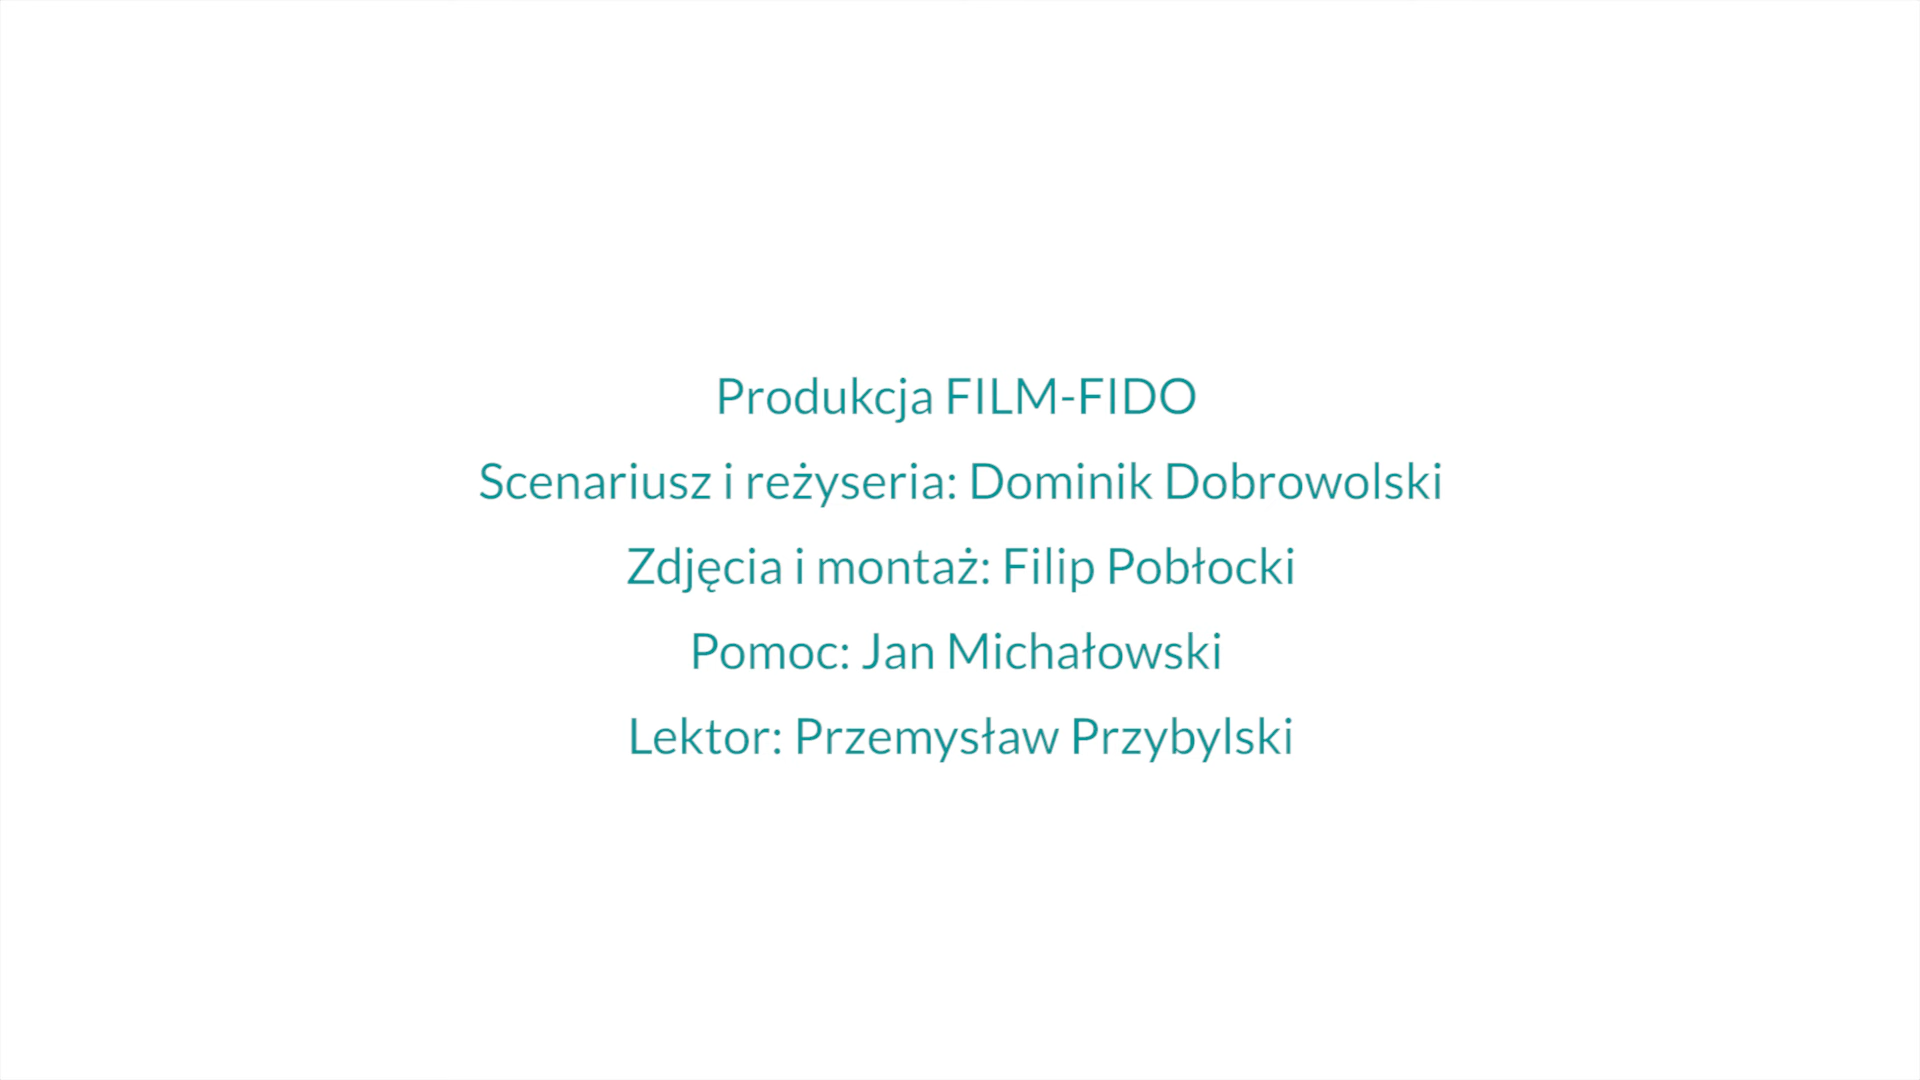 Produkcja FILM-FIDO
Scenariusz i reżyseria: Dominik Dobrowolski
Zdjęcia i montaż: Filip Pobłocki
Pomoc: Jan Michałowski
Lektor: Przemysław Przybylski